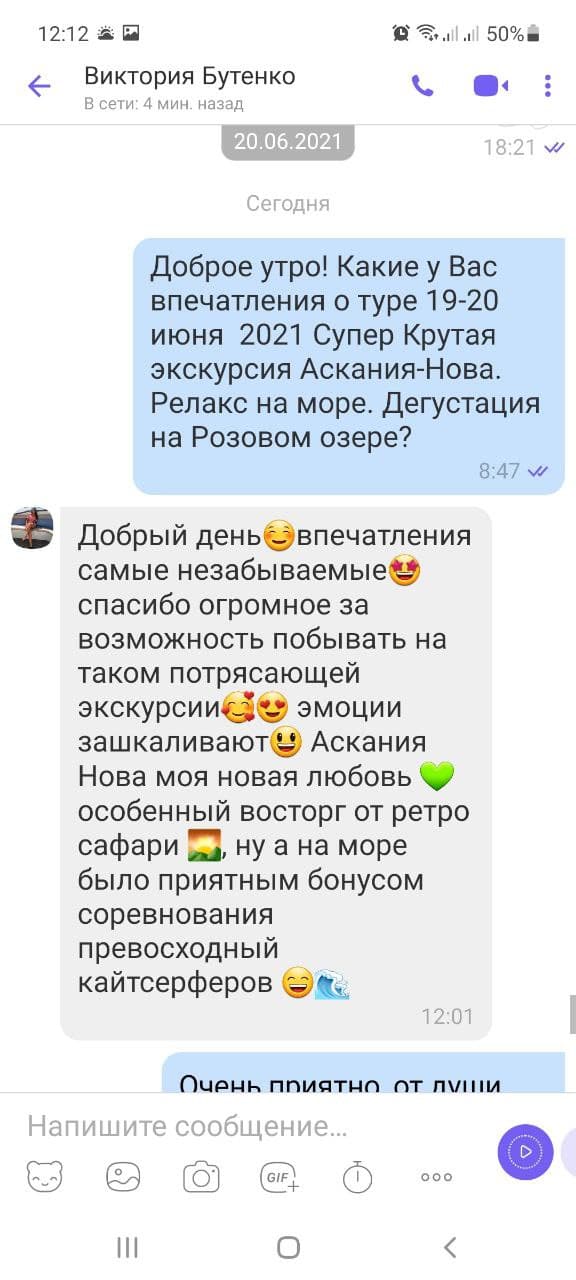 12:12 50%
Виктория Бутенко
В сети: 4 мин. назад
20.06.2021
18:21
Сегодня
Доброе утро! Какие у Вас
впечатления о туре 19-20
июня 2021 Супер Крутая
экскурсия Аскания-Нова.
Релакс на море. Дегустация
на Розовом озере?
8:47
Добрый день😊впечатления
самые незабываемые🤩
спасибо огромное за
возможность побывать на
таком потрясающей
экскурсии🥰😍 эмоции
зашкаливают😃 Аскания
Нова моя новая любовь 💚
особенный восторг от ретро
сафари 🌄, ну а на море
было приятным бонусом
соревнования
превосходный
кайтсерферов 😄🌊
12:01
Очень приятно, от души
Напишите сообщение...
GIF